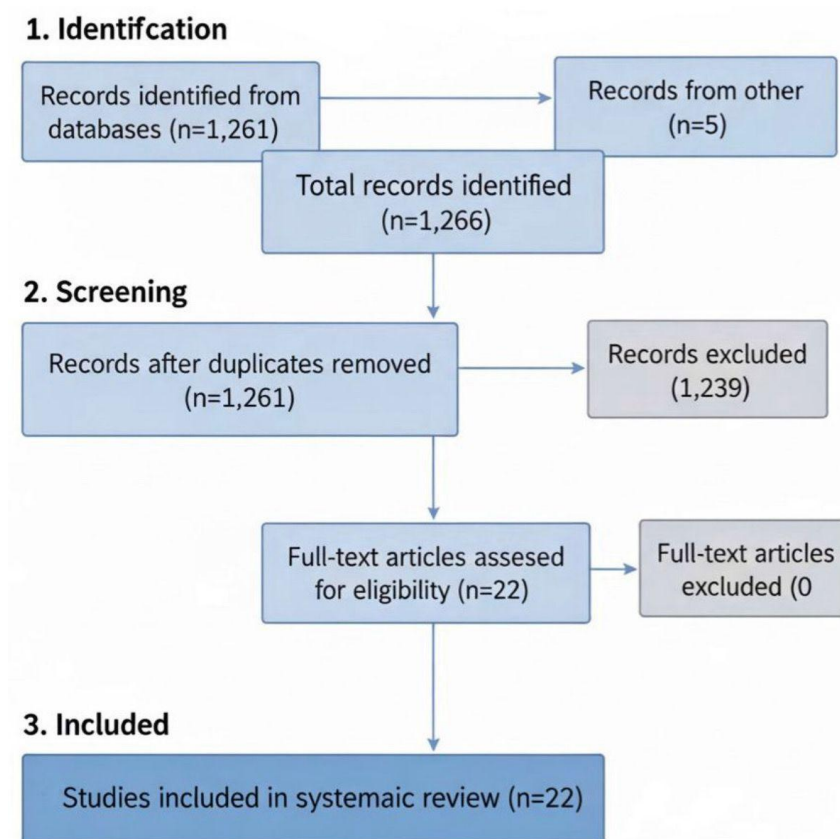 1. Identifcation
Records identified from
databases (n=1,261)
Records from other
(n=5)
Total records identified
(n=1,266)
2. Screening
Records after duplicates removed
(n=1,261)
Records excluded
(1,239)
Full-text articles assesed
for eligibility (n=22)
Full-text articles
excluded (0
3. Included
Studies included in systemaic review (n=22)